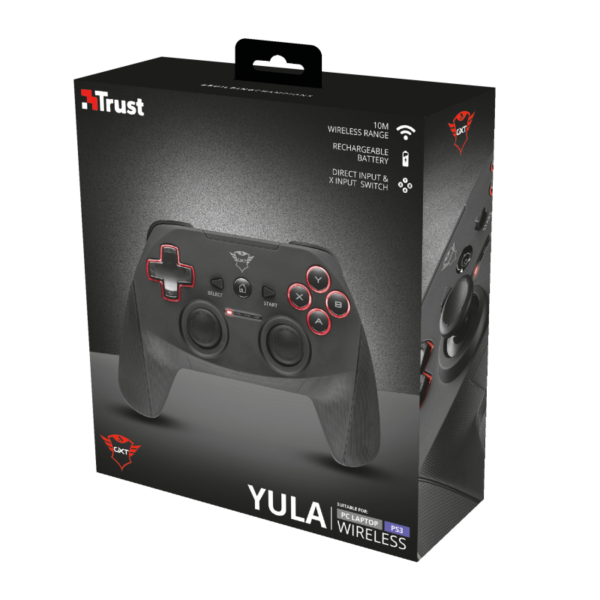 Trust
10M
WIRELESS RANGE
RECHARGEABLE
BATTERY
DIRECT INPUT &
X INPUT SWITCH
GXT
GXT
SELECT
START
Y
X
B
A
GXT
YULA
SUITABLE FOR:
PC LAPTOP
PS3
WIRELESS